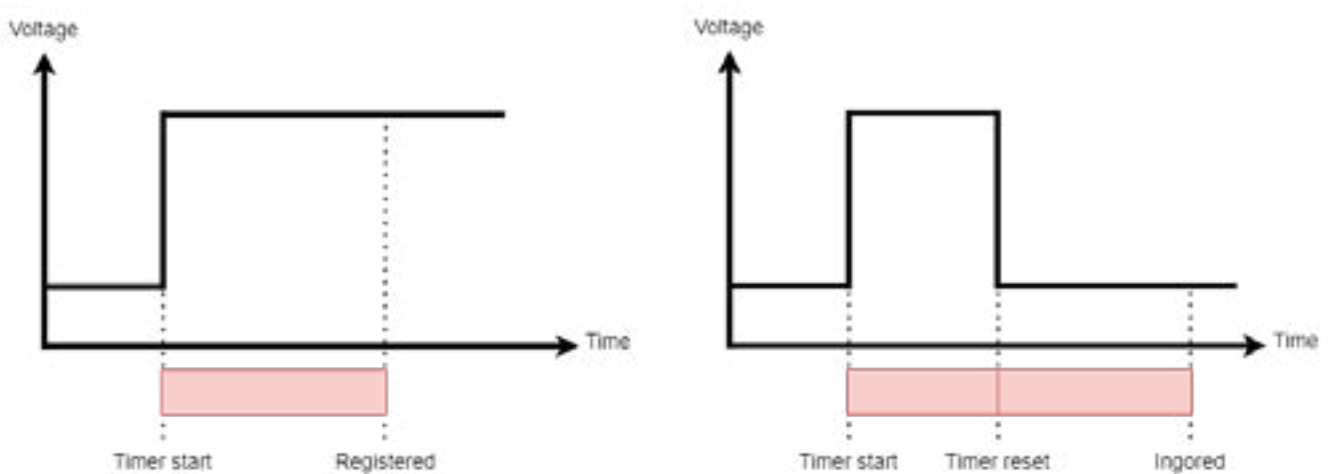 Voltage
Time
Timer start
Registered
Voltage
Time
Timer start
Timer reset
Ingored